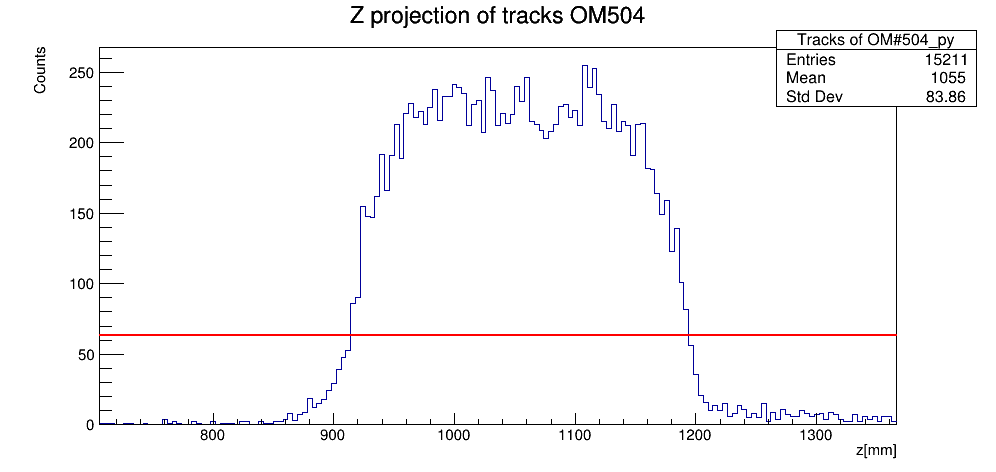 Z projection of tracks OM504
Counts
Tracks of OM#504_py
Entries 15211
Mean 1055
Std Dev 83.86
250
200
150
100
50
0
800 900 1000 1100 1200 1300
z[mm]